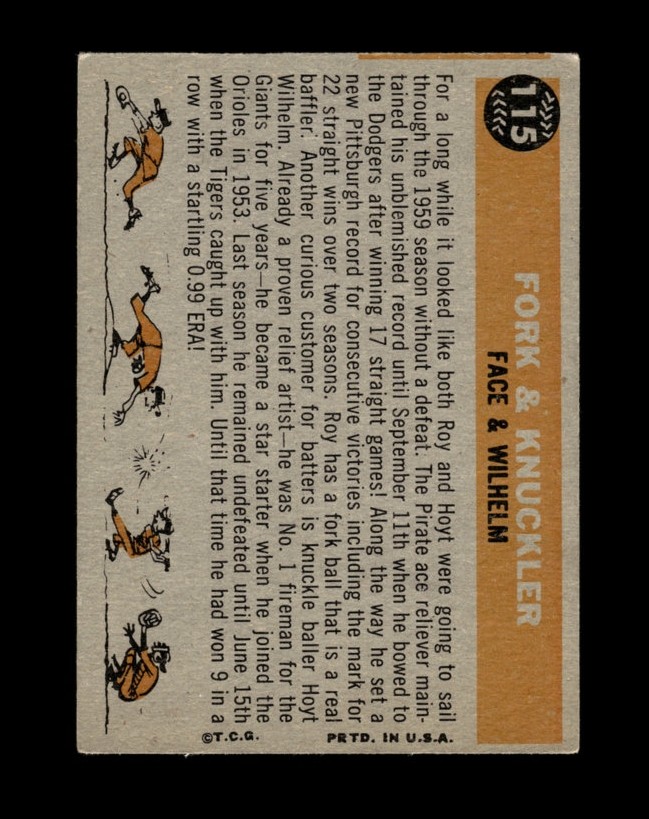 115
FORK & KNUCKLER
FACE & WILHELM
For a long while it looked like both Roy and Hoyt were going to sail
through the 1959 season without a defeat. The Pirate ace reliever main-
tained his unblemished record until September 11th when he bowed to
the Dodgers after winning 17 straight games! Along the way he set a
new Pittsburgh record for consecutive victories including the mark for
22 straight wins over two seasons. Roy has a fork ball that is a real
baffler. Another curious customer for batters is knuckle baller Hoyt
Wilhelm. Already a proven relief artist—he was No. 1 fireman for the
Giants for five years—he became a star starter when he joined the
Orioles in 1953. Last season he remained undefeated until June 15th
when the Tigers caught up with him. Until that time he had won 9 in a
row with a startling 0.99 ERA!
©T.C.G. PRTD. IN U.S.A.